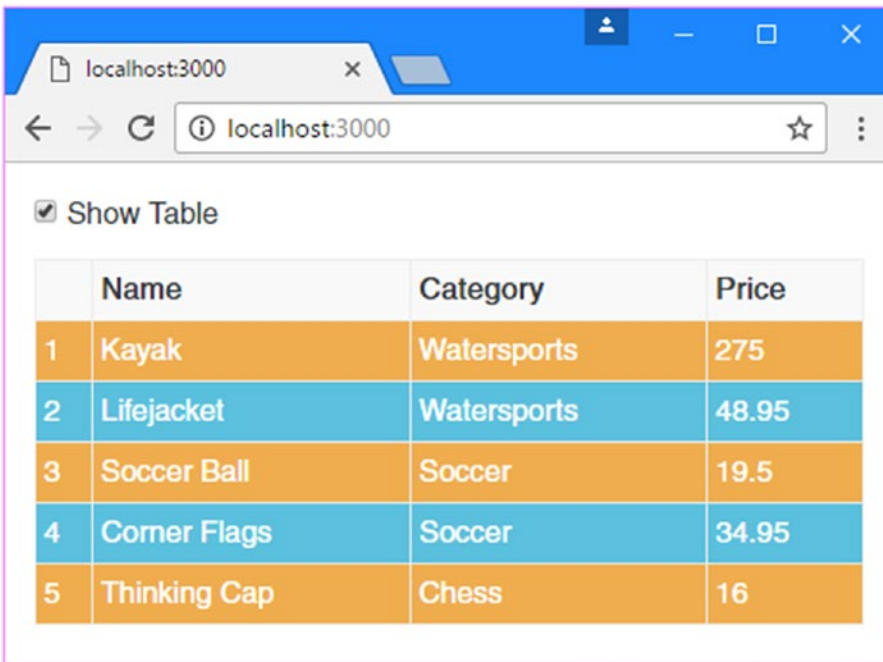 localhost:3000
localhost:3000
Show Table
Name Category Price
1 Kayak Watersports 275
2 Lifejacket Watersports 48.95
3 Soccer Ball Soccer 19.5
4 Corner Flags Soccer 34.95
5 Thinking Cap Chess 16